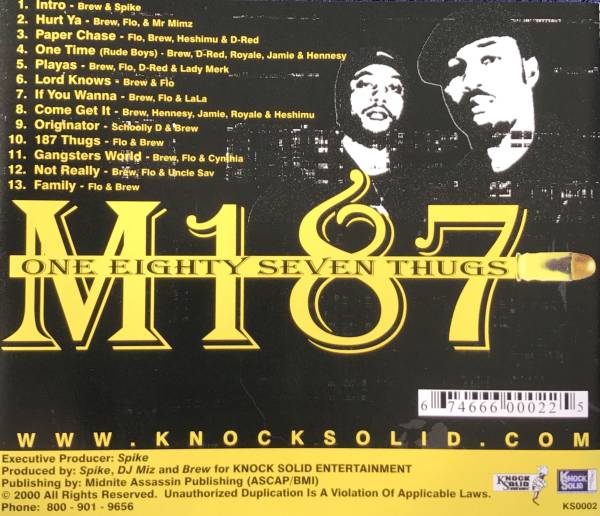 1. Intro - Brew & Spike
2. Hurt Ya - Brew, Flo, & Mr Mimz
3. Paper Chase - Flo, Brew, Heshimu & D-Red
4. One Time (Rude Boys) - Brew, D-Red, Royale, Jamie & Hennesy
5. Playas - Brew, Flo, D-Red & Lady Merk
6. Lord Knows - Brew & Flo
7. If You Wanna - Brew, Flo & LaLa
8. Come Get It - Brew, Hennesy, Jamie, Royale & Heshimu
9. Originator - Schoolly D & Brew
10. 187 Thugs - Flo & Brew
11. Gangsters World - Brew, Flo & Cynthia
12. Not Really - Brew, Flo & Uncle Sav
13. Family - Flo & Brew
M187
ONE EIGHTY SEVEN THUGS
6 74666 00022 5
WWW.KNOCKSOLID.COM
Executive Producer: Spike
Produced by: Spike, DJ Miz and Brew for KNOCK SOLID ENTERTAINMENT
Publishing by: Midnite Assassin Publishing (ASCAP/BMI)
© 2000 All Rights Reserved. Unauthorized Duplication Is A Violation Of Applicable Laws.
Phone: 800 - 901 - 9656
KNOCK SOLID
KNOCK SOLID
KS0002